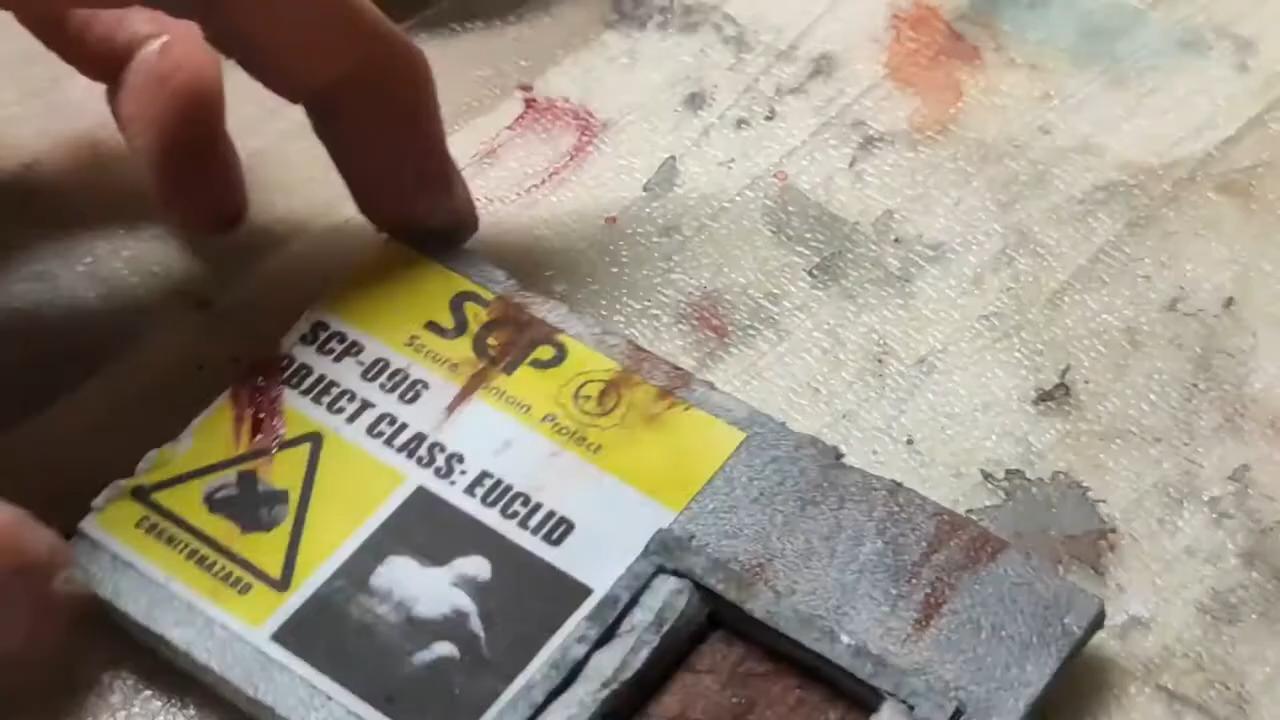 SCP
Secure. Contain. Protect
SCP-096
OBJECT CLASS: EUCLID
COGNITOHAZARD